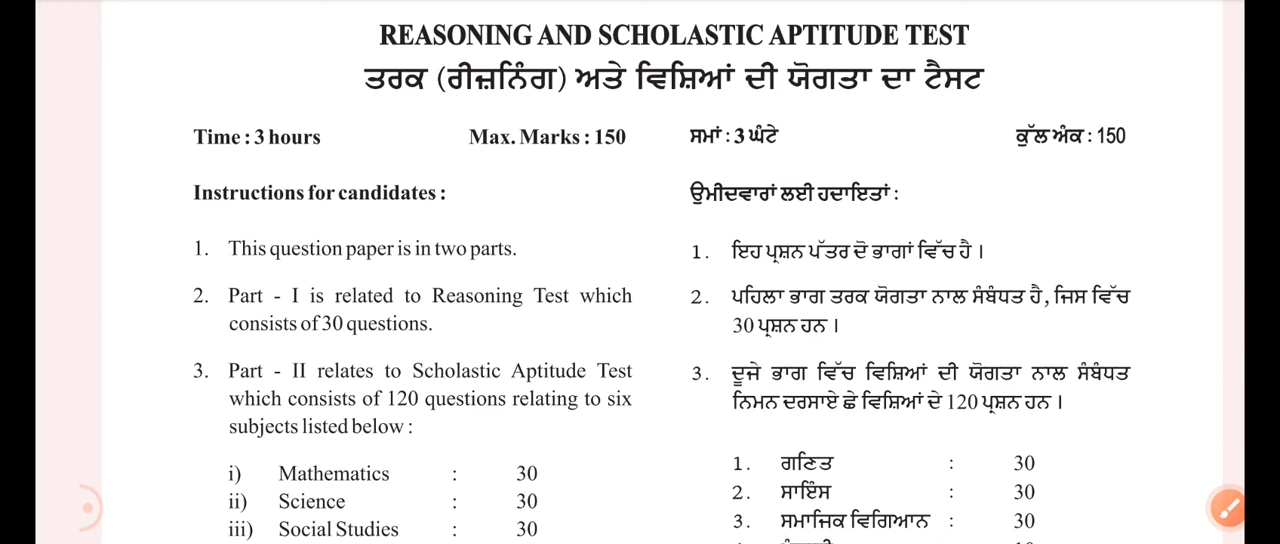 REASONING AND SCHOLASTIC APTITUDE TEST
ਤਰਕ (ਰੀਜ਼ਨਿੰਗ) ਅਤੇ ਵਿਸ਼ਿਆਂ ਦੀ ਯੋਗਤਾ ਦਾ ਟੈਸਟ
Time : 3 hours Max. Marks : 150
Instructions for candidates :
1. This question paper is in two parts.
2. Part - I is related to Reasoning Test which
consists of 30 questions.
3. Part - II relates to Scholastic Aptitude Test
which consists of 120 questions relating to six
subjects listed below :
i) Mathematics : 30
ii) Science : 30
iii) Social Studies : 30
ਸਮਾਂ : 3 ਘੰਟੇ ਕੁੱਲ ਅੰਕ : 150
ਉਮੀਦਵਾਰਾਂ ਲਈ ਹਦਾਇਤਾਂ :
1. ਇਹ ਪ੍ਰਸ਼ਨ ਪੱਤਰ ਦੋ ਭਾਗਾਂ ਵਿੱਚ ਹੈ ।
2. ਪਹਿਲਾ ਭਾਗ ਤਰਕ ਯੋਗਤਾ ਨਾਲ ਸੰਬੰਧਤ ਹੈ, ਜਿਸ ਵਿੱਚ
30 ਪ੍ਰਸ਼ਨ ਹਨ ।
3. ਦੂਜੇ ਭਾਗ ਵਿੱਚ ਵਿਸ਼ਿਆਂ ਦੀ ਯੋਗਤਾ ਨਾਲ ਸੰਬੰਧਤ
ਨਿਮਨ ਦਰਸਾਏ ਛੇ ਵਿਸ਼ਿਆਂ ਦੇ 120 ਪ੍ਰਸ਼ਨ ਹਨ ।
1. ਗਣਿਤ : 30
2. ਸਾਇੰਸ : 30
3. ਸਮਾਜਿਕ ਵਿਗਿਆਨ : 30